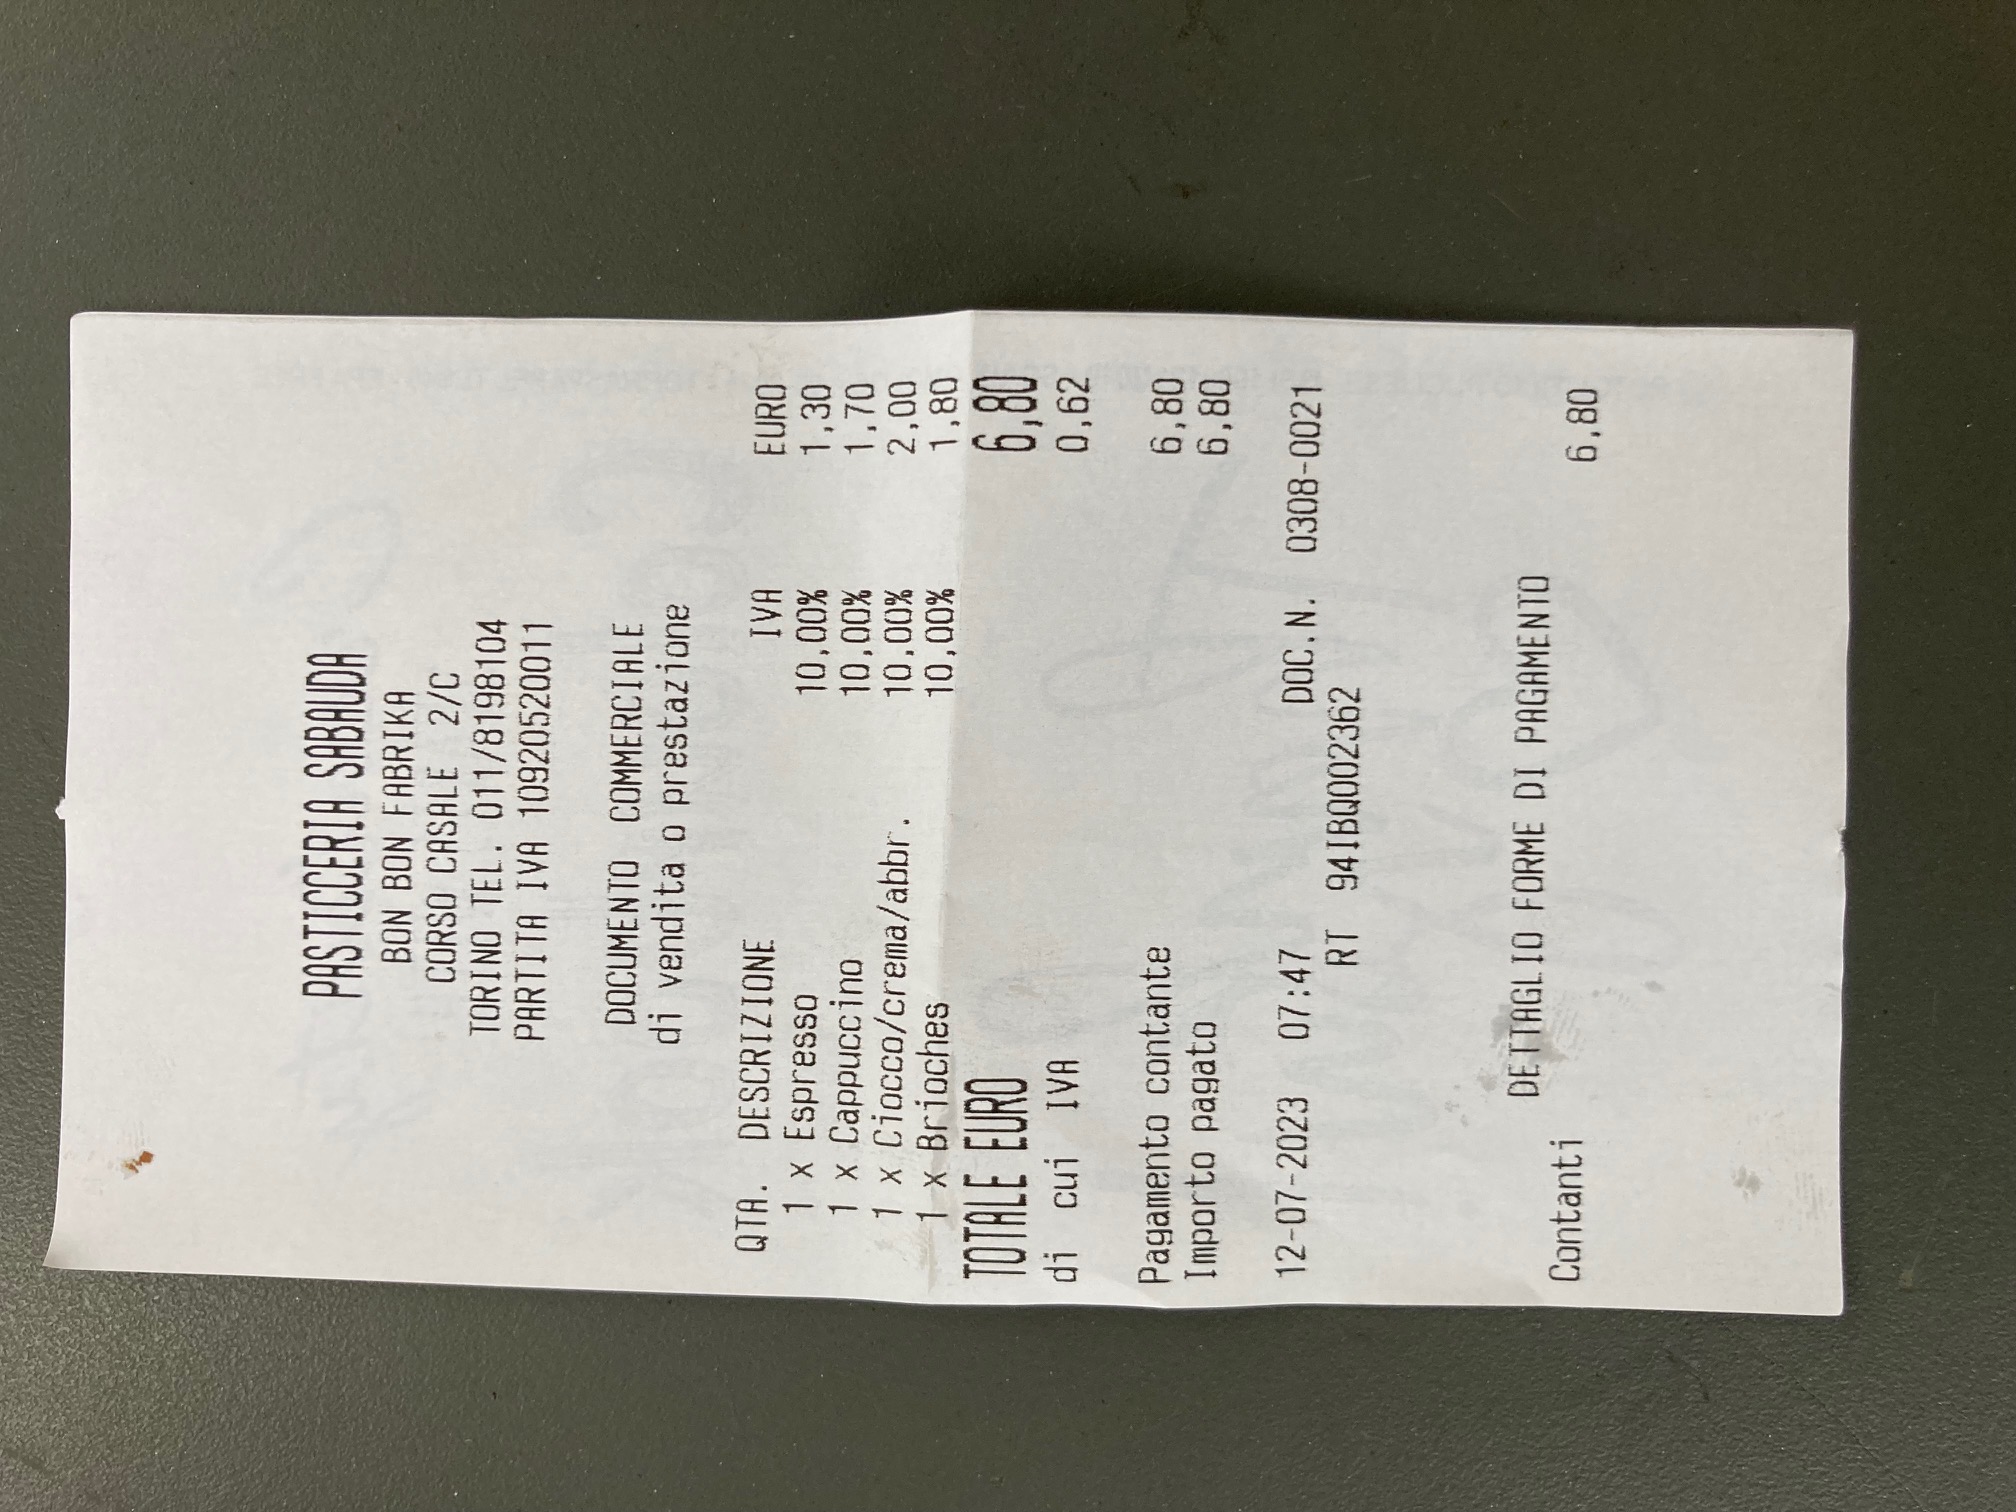 PASTICCERIA SABAUDA
BON BON FABRIKA
CORSO CASALE 2/C
TORINO TEL. 011/8198104
PARTITA IVA 10920520011
DOCUMENTO COMMERCIALE
di vendita o prestazione
QTA. DESCRIZIONE IVA EURO
1 x Espresso 10,00% 1,30
1 x Cappuccino 10,00% 1,70
1 x Ciocco/crema/abbr. 10,00% 2,00
1 x Brioches 10,00% 1,80
TOTALE EURO 6,80
di cui IVA 0,62
Pagamento contante 6,80
Importo pagato 6,80
12-07-2023 07:47 DOC.N. 0308-0021
RT 94IBQ002362
DETTAGLIO FORME DI PAGAMENTO
Contanti 6,80